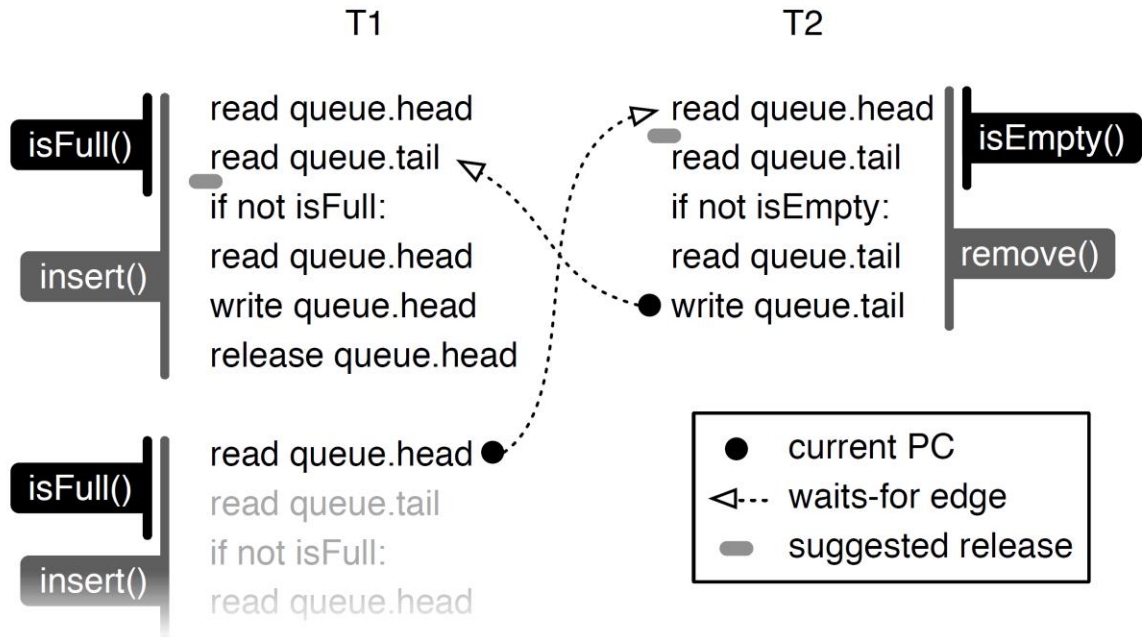 T1
T2
isFull()
insert()
read queue.head
read queue.tail
if not isFull:
read queue.head
write queue.head
release queue.head
read queue.head
read queue.tail
if not isEmpty:
read queue.tail
write queue.tail
isEmpty()
remove()
isFull()
insert()
read queue.head
read queue.tail
if not isFull:
read queue.head
current PC
waits-for edge
suggested release